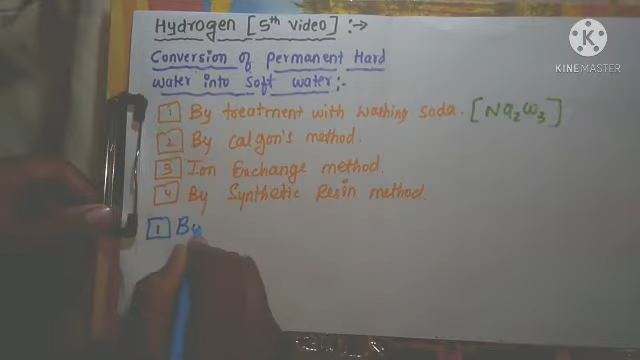 Hydrogen [5th Video] :→
Conversion of permanent Hard
water into soft water:-
1 By treatment with washing soda. [Na2CO3]
2 By calgon's method.
3 Ion Exchange method.
4 By Synthetic Resin method.
1 By
K
KINEMASTER